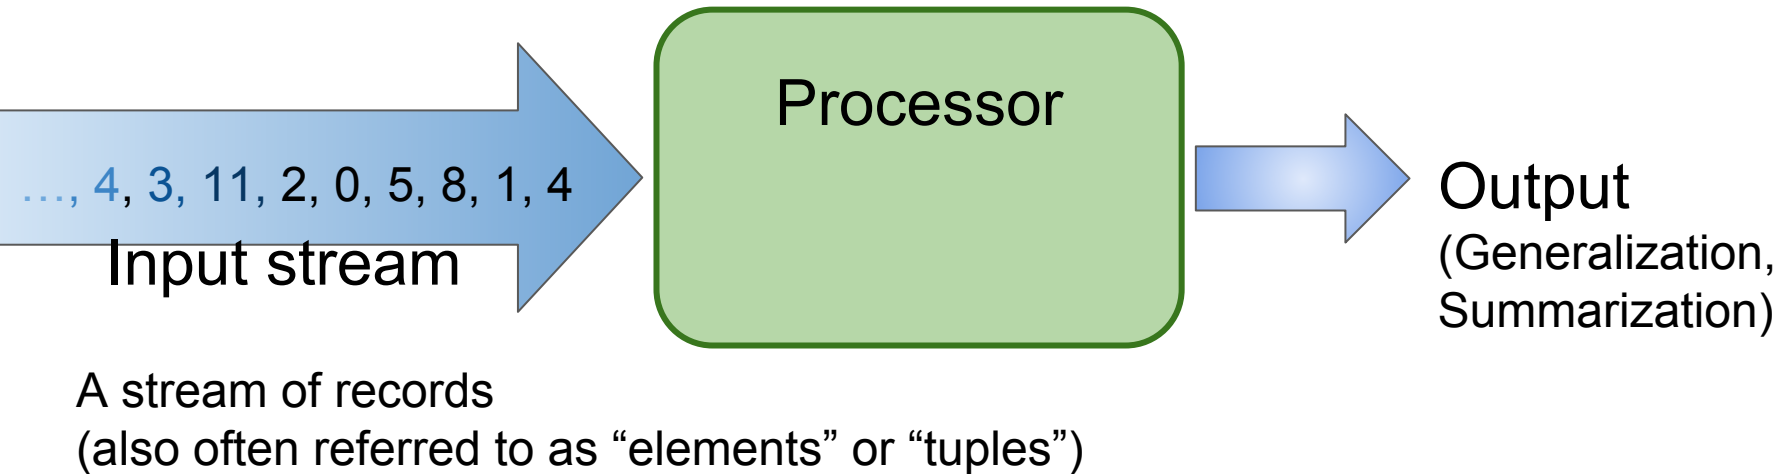 Processor
…, 4, 3, 11, 2, 0, 5, 8, 1, 4
Input stream
Output
(Generalization,
Summarization)
A stream of records
(also often referred to as “elements” or “tuples”)